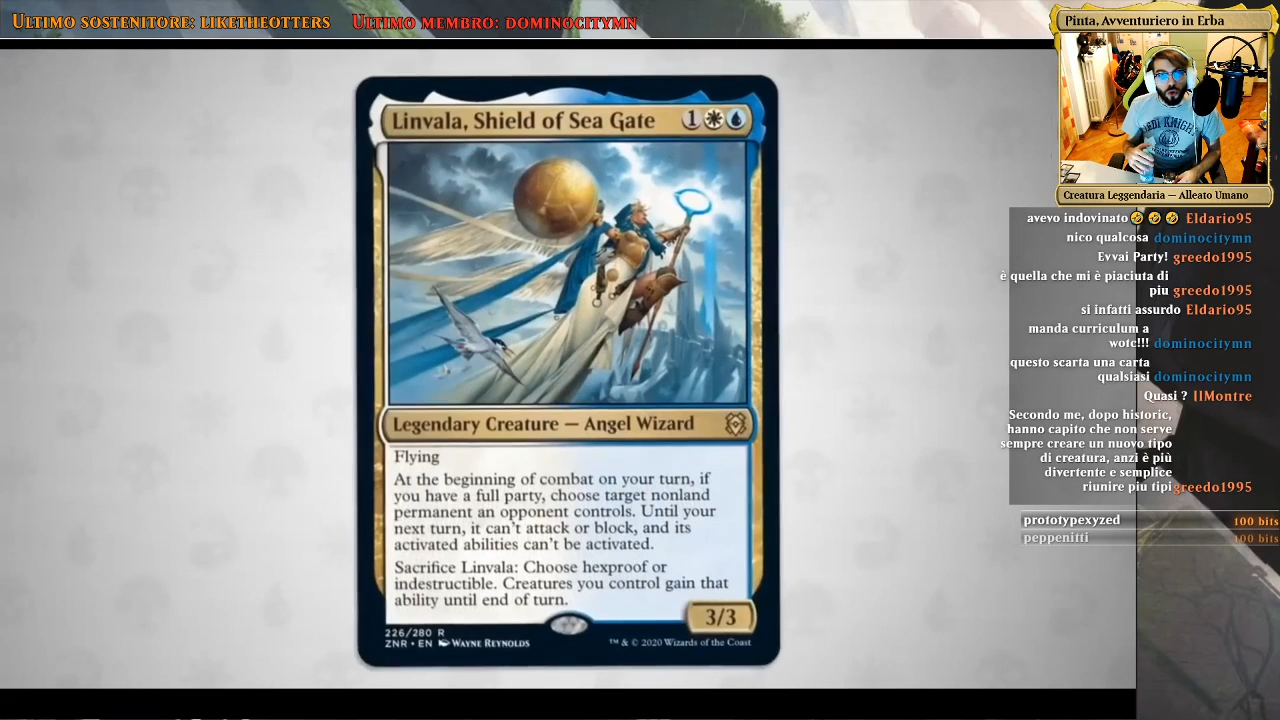 Ultimo sostenitore: liketheotters
Ultimo membro: dominocitymn
Pinta, Avventuriero in Erba
JEDI KNIGHT
Creatura Leggendaria — Alleato Umano
Linvala, Shield of Sea Gate 1
Legendary Creature — Angel Wizard
Flying
At the beginning of combat on your turn, if
you have a full party, choose target nonland
permanent an opponent controls. Until your
next turn, it can't attack or block, and its
activated abilities can't be activated.
Sacrifice Linvala: Choose hexproof or
indestructible. Creatures you control gain that
ability until end of turn.
3/3
226/280 R
ZNR • EN Wayne Reynolds
™ & © 2020 Wizards of the Coast
avevo indovinato🤣🤣🤣 Eldario95
nico qualcosa dominocitymn
Evvai Party! greedo1995
è quella che mi è piaciuta di
piu greedo1995
si infatti assurdo Eldario95
manda curriculum a
wotc!!! dominocitymn
questo scarta una carta
qualsiasi dominocitymn
Quasi ? IlMontre
Secondo me, dopo historic,
hanno capito che non serve
sempre creare un nuovo tipo
di creatura, anzi è più
divertente e semplice
riunire piu tipi greedo1995
prototypexyzed 100 bits
peppenitti 100 bits